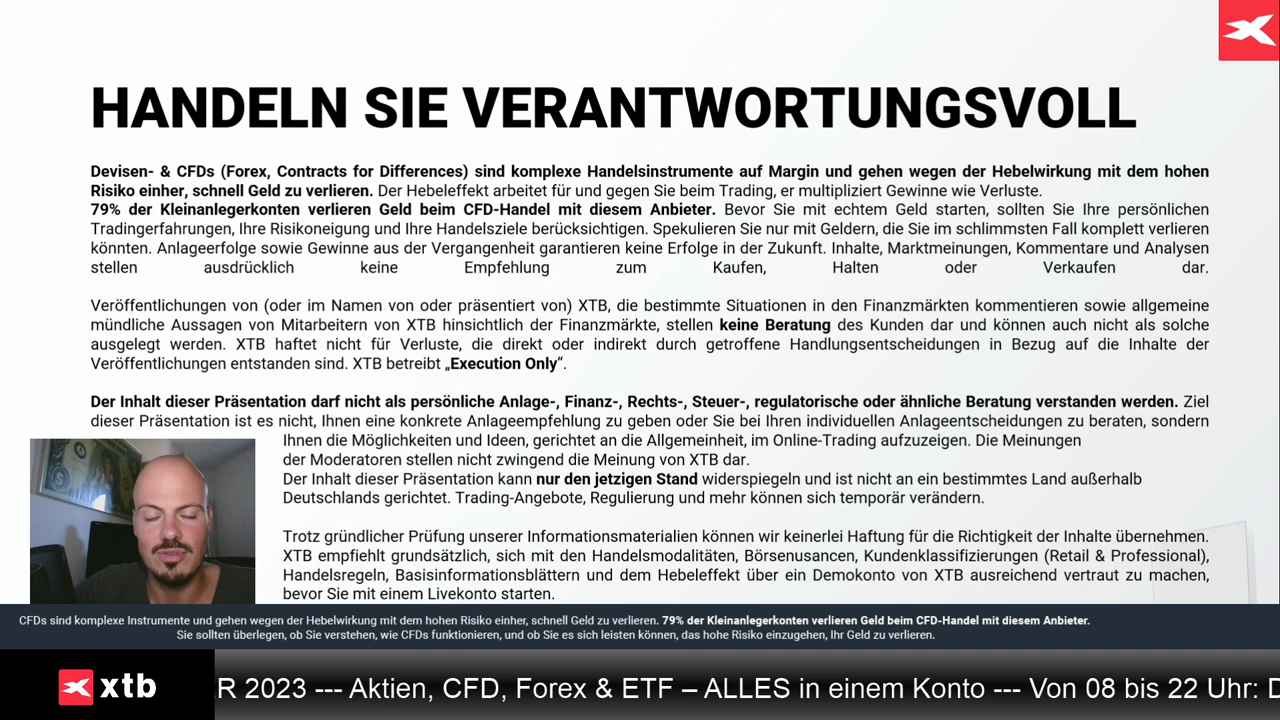 HANDELN SIE VERANTWORTUNGSVOLL
Devisen- & CFDs (Forex, Contracts for Differences) sind komplexe Handelsinstrumente auf Margin und gehen wegen der Hebelwirkung mit dem hohen
Risiko einher, schnell Geld zu verlieren. Der Hebeleffekt arbeitet für und gegen Sie beim Trading, er multipliziert Gewinne wie Verluste.
79% der Kleinanlegerkonten verlieren Geld beim CFD-Handel mit diesem Anbieter. Bevor Sie mit echtem Geld starten, sollten Sie Ihre persönlichen
Tradingerfahrungen, Ihre Risikoneigung und Ihre Handelsziele berücksichtigen. Spekulieren Sie nur mit Geldern, die Sie im schlimmsten Fall komplett verlieren
könnten. Anlageerfolge sowie Gewinne aus der Vergangenheit garantieren keine Erfolge in der Zukunft. Inhalte, Marktmeinungen, Kommentare und Analysen
stellen ausdrücklich keine Empfehlung zum Kaufen, Halten oder Verkaufen dar.
Veröffentlichungen von (oder im Namen von oder präsentiert von) XTB, die bestimmte Situationen in den Finanzmärkten kommentieren sowie allgemeine
mündliche Aussagen von Mitarbeitern von XTB hinsichtlich der Finanzmärkte, stellen keine Beratung des Kunden dar und können auch nicht als solche
ausgelegt werden. XTB haftet nicht für Verluste, die direkt oder indirekt durch getroffene Handlungsentscheidungen in Bezug auf die Inhalte der
Veröffentlichungen entstanden sind. XTB betreibt „Execution Only“.
Der Inhalt dieser Präsentation darf nicht als persönliche Anlage-, Finanz-, Rechts-, Steuer-, regulatorische oder ähnliche Beratung verstanden werden. Ziel
dieser Präsentation ist es nicht, Ihnen eine konkrete Anlageempfehlung zu geben oder Sie bei Ihren individuellen Anlageentscheidungen zu beraten, sondern
Ihnen die Möglichkeiten und Ideen, gerichtet an die Allgemeinheit, im Online-Trading aufzuzeigen. Die Meinungen
der Moderatoren stellen nicht zwingend die Meinung von XTB dar.
Der Inhalt dieser Präsentation kann nur den jetzigen Stand widerspiegeln und ist nicht an ein bestimmtes Land außerhalb
Deutschlands gerichtet. Trading-Angebote, Regulierung und mehr können sich temporär verändern.
Trotz gründlicher Prüfung unserer Informationsmaterialien können wir keinerlei Haftung für die Richtigkeit der Inhalte übernehmen.
XTB empfiehlt grundsätzlich, sich mit den Handelsmodalitäten, Börsenusancen, Kundenklassifizierungen (Retail & Professional),
Handelsregeln, Basisinformationsblättern und dem Hebeleffekt über ein Demokonto von XTB ausreichend vertraut zu machen,
bevor Sie mit einem Livekonto starten.
CFDs sind komplexe Instrumente und gehen wegen der Hebelwirkung mit dem hohen Risiko einher, schnell Geld zu verlieren. 79% der Kleinanlegerkonten verlieren Geld beim CFD-Handel mit diesem Anbieter.
Sie sollten überlegen, ob Sie verstehen, wie CFDs funktionieren, und ob Sie es sich leisten können, das hohe Risiko einzugehen, Ihr Geld zu verlieren.
xtb R 2023 --- Aktien, CFD, Forex & ETF – ALLES in einem Konto --- Von 08 bis 22 Uhr: D